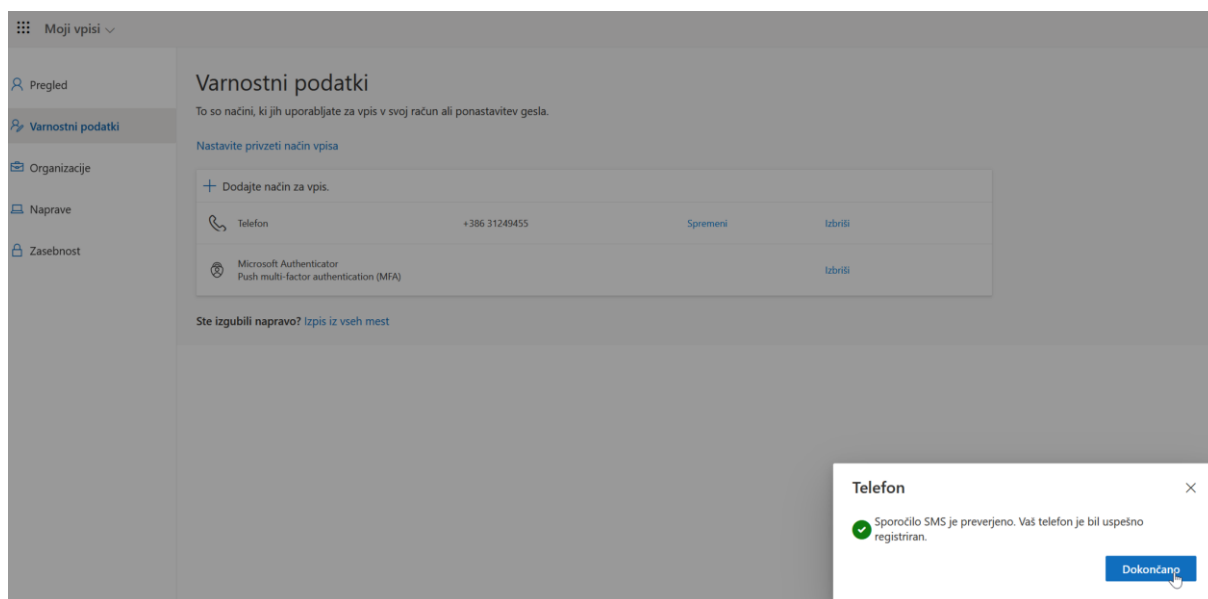 Moji vpisi
Pregled
Varnostni podatki
Organizacije
Naprave
Zasebnost
Varnostni podatki
To so načini, ki jih uporabljate za vpis v svoj račun ali ponastavitev gesla.
Nastavite privzeti način vpisa
Dodajte način za vpis.
Telefon +386 31249455 Spremeni Izbriši
Microsoft Authenticator
Push multi-factor authentication (MFA) Izbriši
Ste izgubili napravo? Izpis iz vseh mest
Telefon
Sporočilo SMS je preverjeno. Vaš telefon je bil uspešno
registriran.
Dokončano